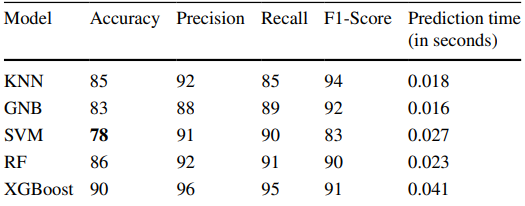 Model Accuracy Precision Recall F1-Score Prediction time
(in seconds)
KNN 85 92 85 94 0.018
GNB 83 88 89 92 0.016
SVM 78 91 90 83 0.027
RF 86 92 91 90 0.023
XGBoost 90 96 95 91 0.041